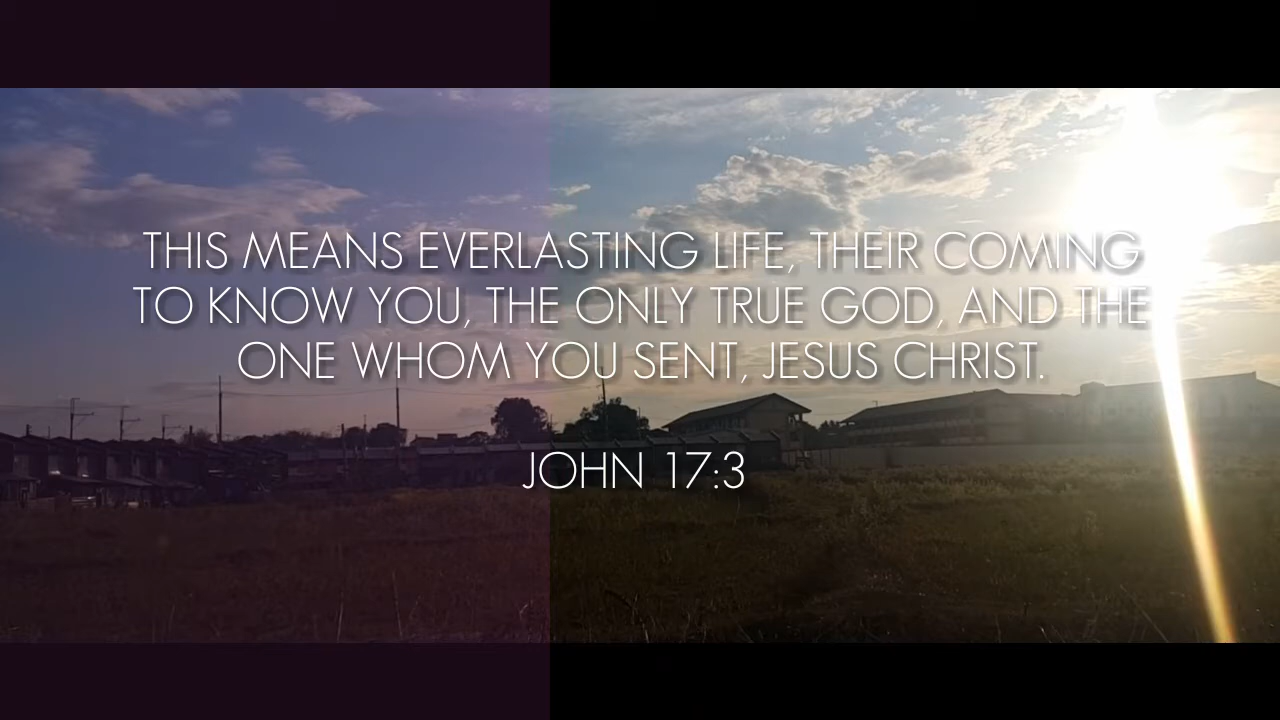 THIS MEANS EVERLASTING LIFE, THEIR COMING
TO KNOW YOU, THE ONLY TRUE GOD, AND THE
ONE WHOM YOU SENT, JESUS CHRIST.
JOHN 17:3